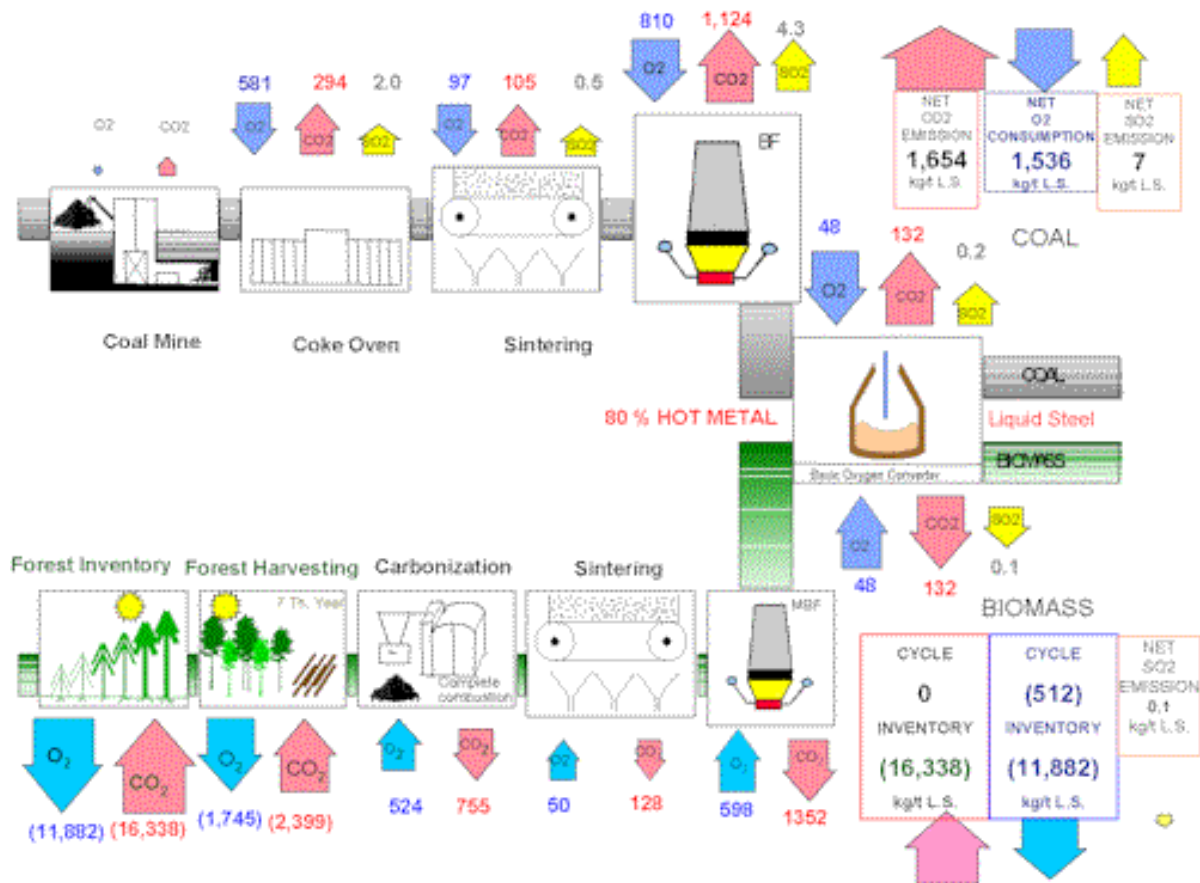 810
1,124
4.3
O2
CO2
SO2
581
294
2.0
O2
CO2
SO2
97
105
0.5
O2
CO2
SO2
O2
CO2
BF
NET
CO2
EMISSION
1,654
kg/t L.S.
NET
O2
CONSUMPTION
1,536
kg/t L.S.
NET
SO2
EMISSION
7
kg/t L.S.
COAL
48
132
0.2
O2
CO2
SO2
Coal Mine
Coke Oven
Sintering
80 % HOT METAL
COAL
Liquid Steel
BIOMASS
Basic Oxygen Converter
O2
CO2
SO2
48
132
0.1
BIOMASS
Forest Inventory
Forest Harvesting
7 Th. Year
Carbonization
Complete
combustion
Sintering
MBF
O2
CO2
O2
CO2
O2
CO2
O2
CO2
O2
CO2
(11,882)
(16,338)
(1,745)
(2,399)
524
755
50
128
598
1352
CYCLE
0
INVENTORY
(16,338)
kg/t L.S.
CYCLE
(512)
INVENTORY
(11,882)
kg/t L.S.
NET
SO2
EMISSION
0.1
kg/t L.S.